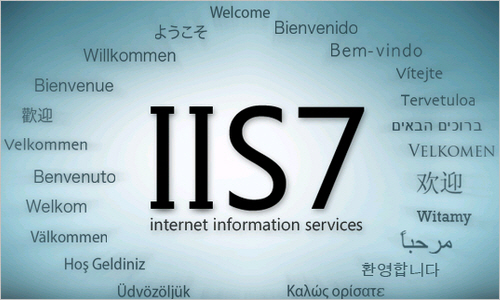 Welcome
ようこそ
Bienvenido
Willkommen
Bem-vindo
Vítejte
Bienvenue
Tervetuloa
歡迎
ברוכים הבאים
Velkommen
VELKOMEN
IIS7
Benvenuto
欢迎
Welkom
Witamy
internet information services
Välkommen
مرحباً
Hoş Geldiniz
환영합니다
Üdvözöljük
Καλώς ορίσατε